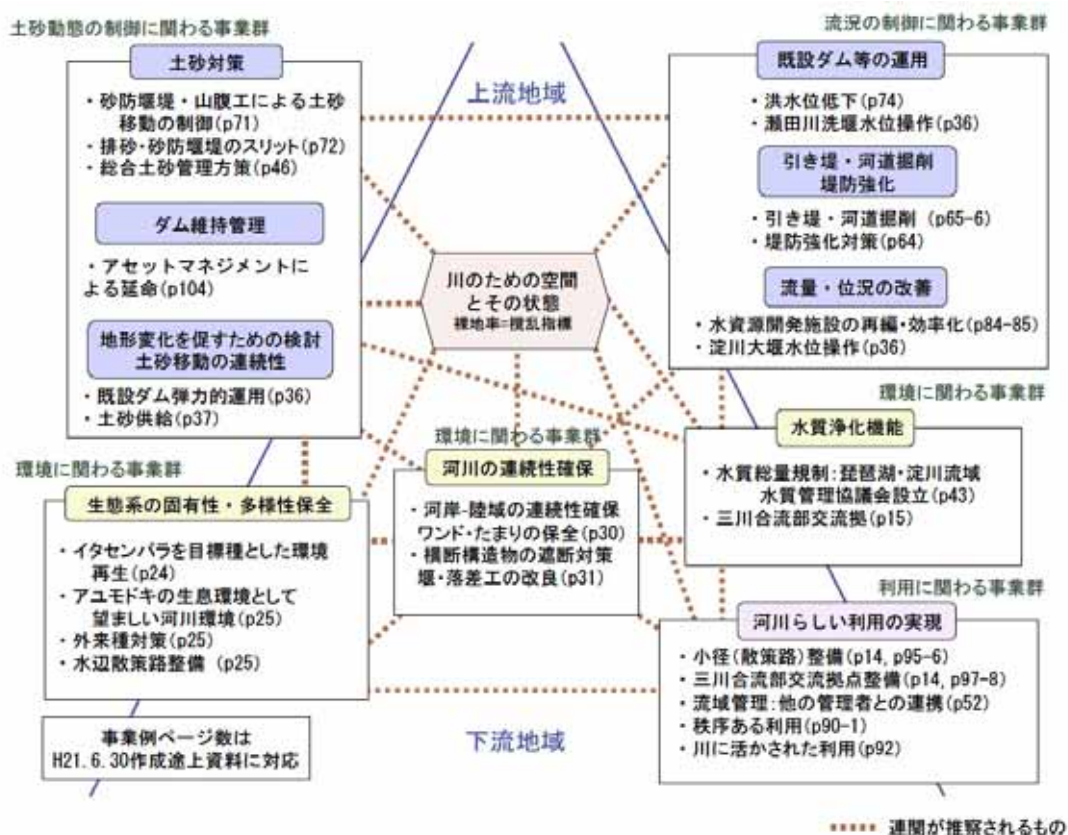 土砂動態の制御に関わる事業群
土砂対策
・砂防堰堤・山腹工による土砂
移動の制御(p71)
・排砂・砂防堰堤のスリット(p72)
・総合土砂管理方策(p46)
ダム維持管理
・アセットマネジメントに
よる延命(p104)
地形変化を促すための検討
土砂移動の連続性
・既設ダム弾力的運用(p36)
・土砂供給(p37)
上流地域
流況の制御に関わる事業群
既設ダム等の運用
・洪水位低下(p74)
・瀬田川洗堰水位操作(p36)
引き堤・河道掘削
堤防強化
・引き堤・河道掘削 (p65-6)
・堤防強化対策(p64)
流量・位況の改善
・水資源開発施設の再編・効率化(p84-85)
・淀川大堰水位操作(p36)
川のための空間
とその状態
裸地率=撹乱指標
環境に関わる事業群
生態系の固有性・多様性保全
・イタセンパラを目標種とした環境
再生(p24)
・アユモドキの生息環境として
望ましい河川環境(p25)
・外来種対策(p25)
・水辺散策路整備 (p25)
環境に関わる事業群
河川の連続性確保
・河岸-陸域の連続性確保
ワンド・たまりの保全(p30)
・横断構造物の遮断対策
堰・落差工の改良(p31)
環境に関わる事業群
水質浄化機能
・水質総量規制:琵琶湖・淀川流域
水質管理協議会設立(p43)
・三川合流部交流拠(p15)
利用に関わる事業群
河川らしい利用の実現
・小径(散策路)整備(p14, p95-6)
・三川合流部交流拠点整備(p14, p97-8)
・流域管理:他の管理者との連携(p52)
・秩序ある利用(p90-1)
・川に活かされた利用(p92)
下流地域
事業例ページ数は
H21.6.30作成途上資料に対応
連関が推察されるもの